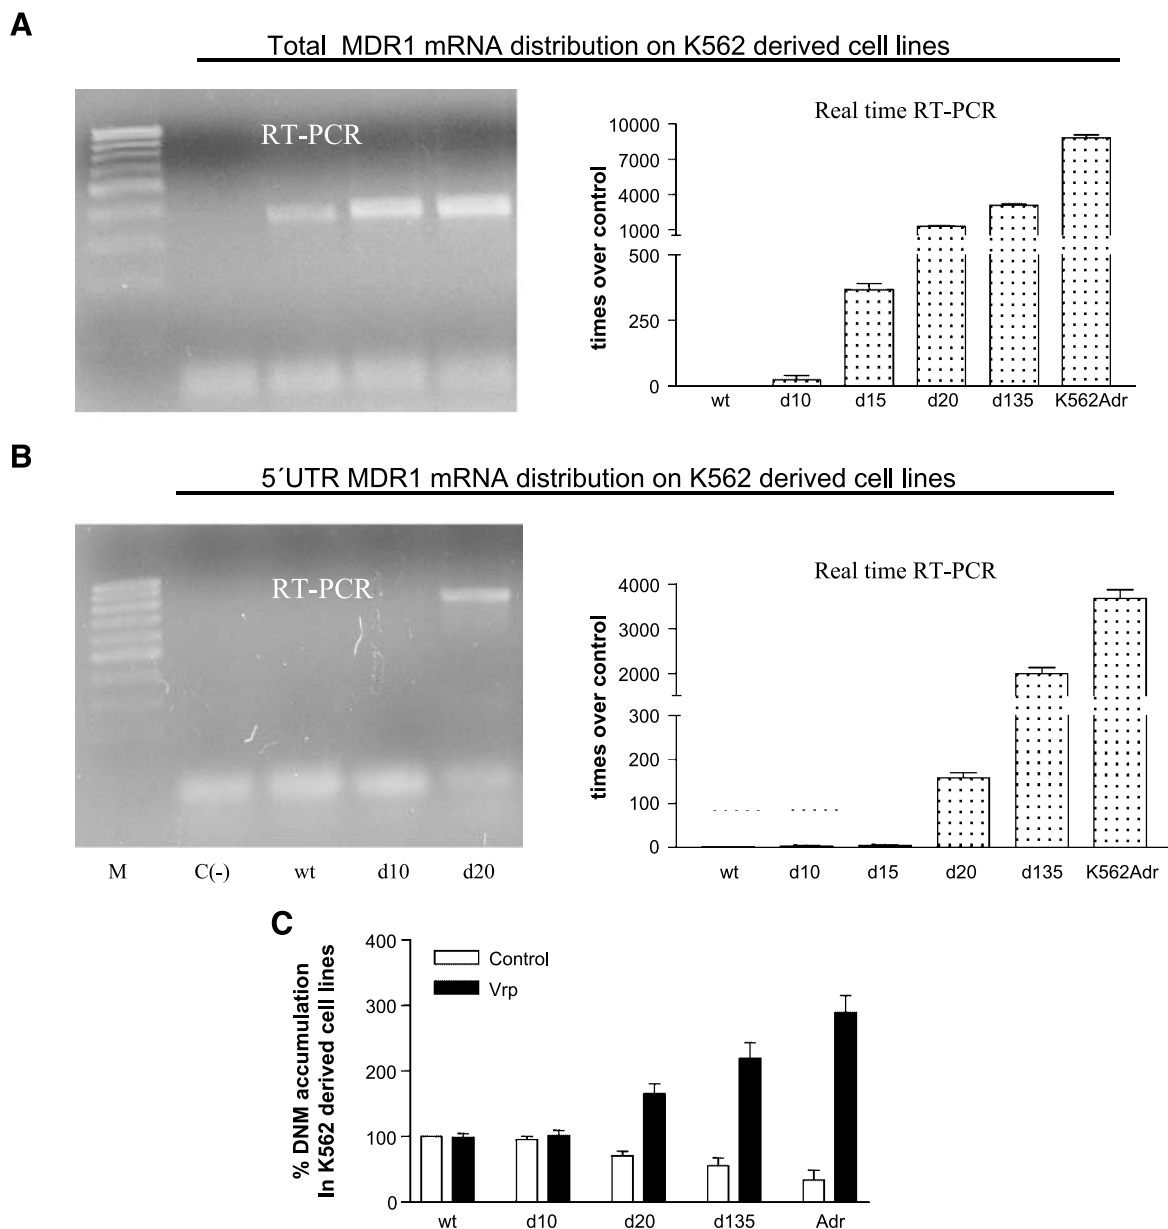 A
Total MDR1 mRNA distribution on K562 derived cell lines
RT-PCR
Real time RT-PCR
times over control
10000
7000
4000
1000
500
250
0
wt d10 d15 d20 d135 K562Adr
B
5´UTR MDR1 mRNA distribution on K562 derived cell lines
RT-PCR
M C(-) wt d10 d20
Real time RT-PCR
times over control
4000
3000
2000
300
200
100
0
wt d10 d15 d20 d135 K562Adr
C
% DNM accumulation
In K562 derived cell lines
400
300
200
100
0
Control
Vrp
wt d10 d20 d135 Adr